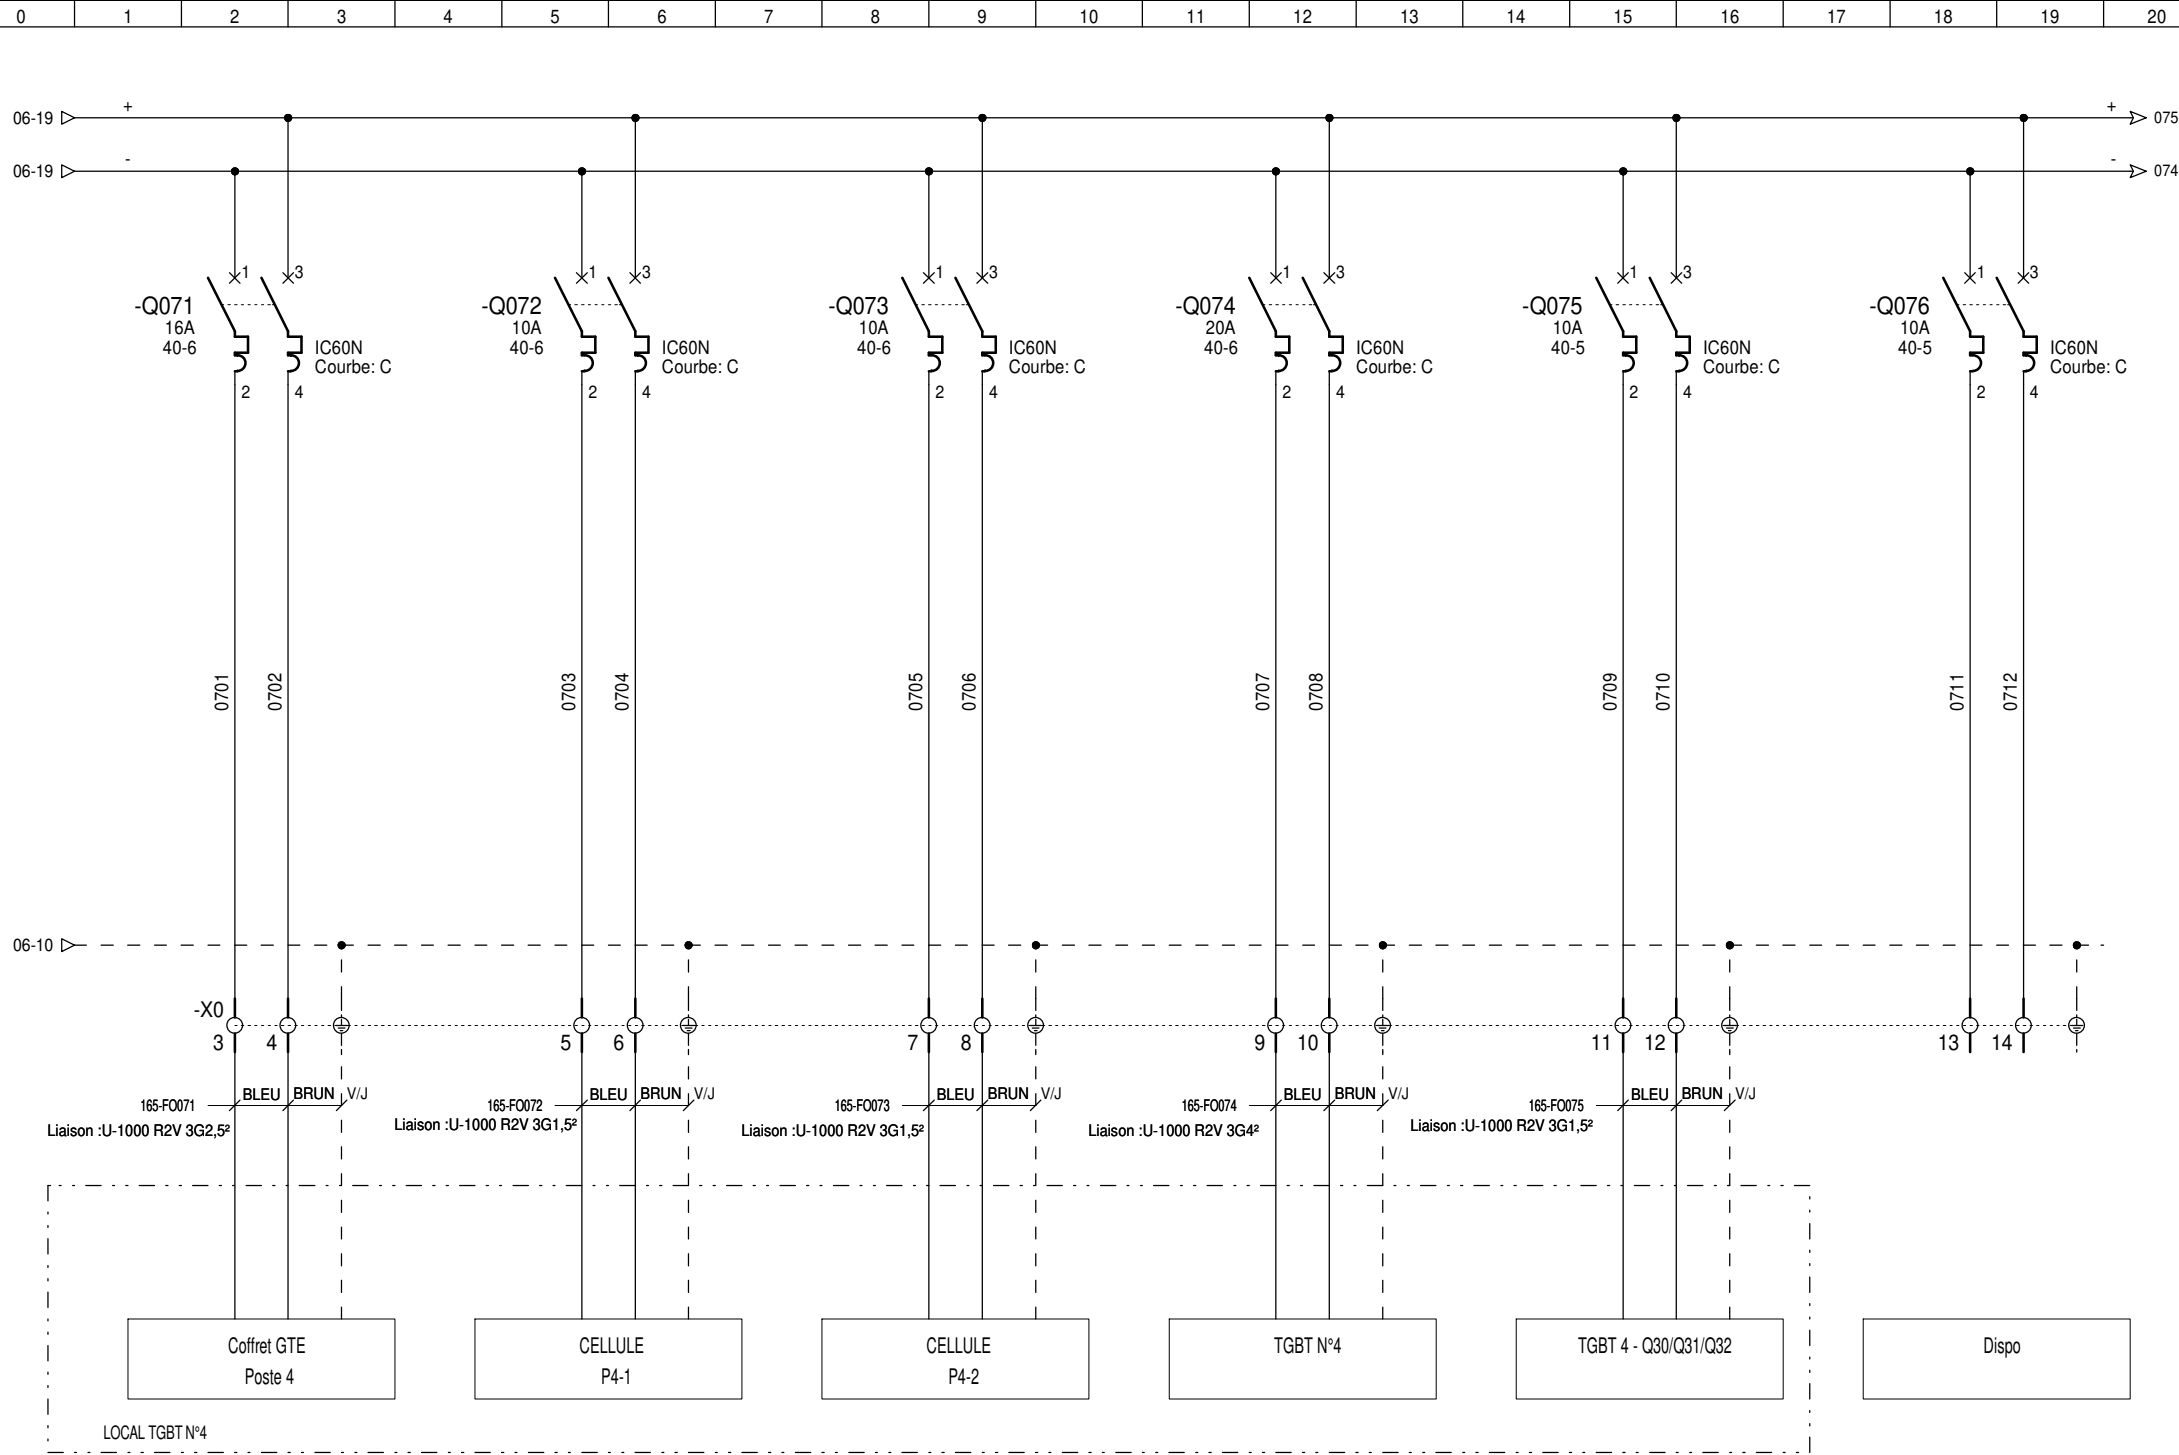 0 1 2 3 4 5 6 7 8 9 10 11 12 13 14 15 16 17 18 19 20
+ +
06-19 075
- -
06-19 074
1 3 1 3 1 3 1 3 1 3 1 3
-Q071 -Q072 -Q073 -Q074 -Q075 -Q076
16A 10A 10A 20A 10A 10A
40-6 IC60N 40-6 IC60N 40-6 IC60N 40-6 IC60N 40-5 IC60N 40-5 IC60N
Courbe: C Courbe: C Courbe: C Courbe: C Courbe: C Courbe: C
2 4 2 4 2 4 2 4 2 4 2 4
0701 0702 0703 0704 0705 0706 0707 0708 0709 0710 0711 0712
06-10
-X0
3 4 5 6 7 8 9 10 11 12 13 14
BLEU BRUN V/J BLEU BRUN V/J BLEU BRUN V/J BLEU BRUN V/J BLEU BRUN V/J
165-FO071 165-FO072 165-FO073 165-FO074 165-FO075
Liaison :U-1000 R2V 3G2,5² Liaison :U-1000 R2V 3G1,5² Liaison :U-1000 R2V 3G1,5² Liaison :U-1000 R2V 3G4² Liaison :U-1000 R2V 3G1,5²
Coffret GTE CELLULE CELLULE TGBT N°4 TGBT 4 - Q30/Q31/Q32 Dispo
Poste 4 P4-1 P4-2
LOCAL TGBT N°4